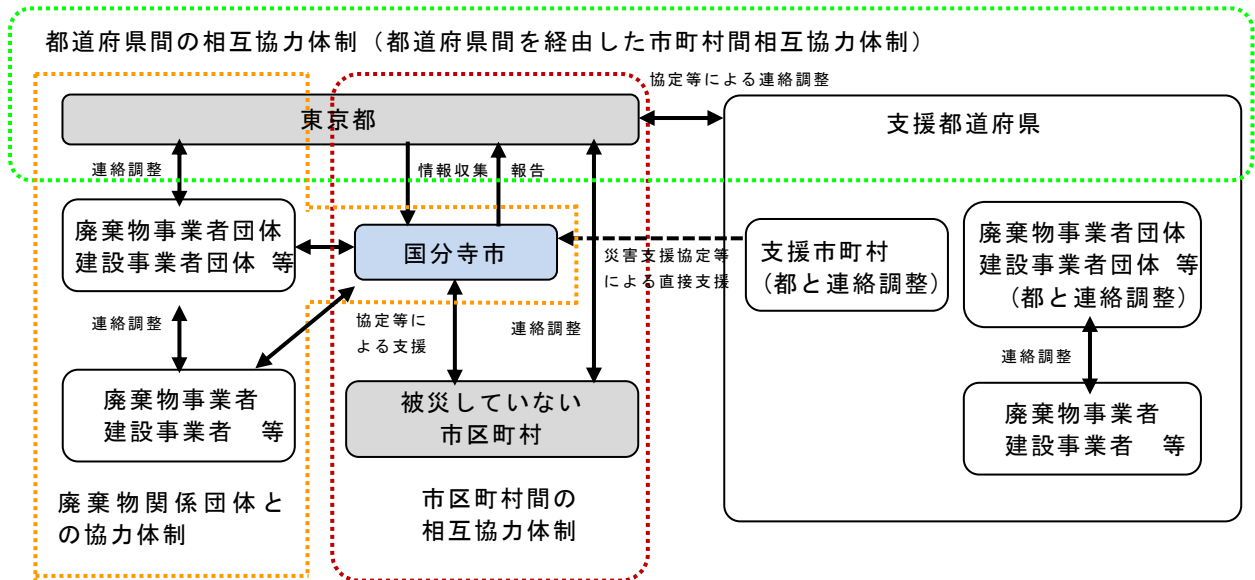 都道府県間の相互協力体制（都道府県間を経由した市町村間相互協力体制）
協定等による連絡調整
東京都
支援都道府県
連絡調整
情報収集
報告
廃棄物事業者団体
建設事業者団体 等
国分寺市
災害支援協定等
による直接支援
支援市町村
(都と連絡調整)
廃棄物事業者団体
建設事業者団体 等
(都と連絡調整)
連絡調整
協定等に
よる支援
連絡調整
連絡調整
廃棄物事業者
建設事業者 等
被災していない
市区町村
廃棄物事業者
建設事業者 等
廃棄物関係団体と
の協力体制
市区町村間の
相互協力体制